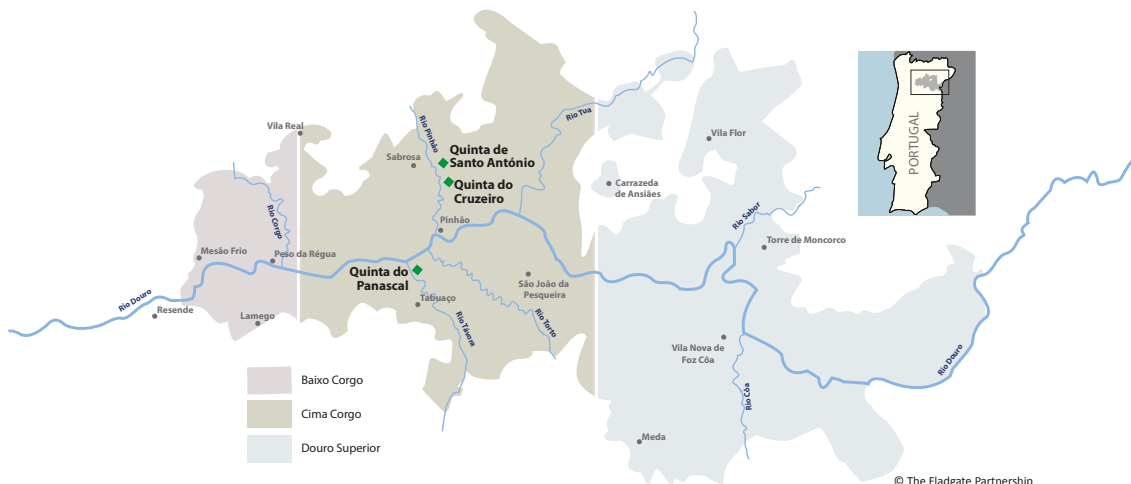 Vila Real
Rio Pinhão
Rio Tua
Vila Flor
PORTUGAL
Sabrosa
Quinta de
Santo António
Quinta do
Cruzeiro
Carrazeda
de Ansiães
Rio Corgo
Pinhão
Rio Sabor
Torre de Moncorco
Mesão Frio
Peso da Régua
Quinta do
Panascal
São João da
Pesqueira
Rio Douro
Resende
Lamego
Tabuaço
Rio Távora
Rio Torto
Vila Nova de
Foz Côa
Rio Douro
Rio Côa
Baixo Corgo
Cima Corgo
Douro Superior
Meda
© The Fladgate Partnership